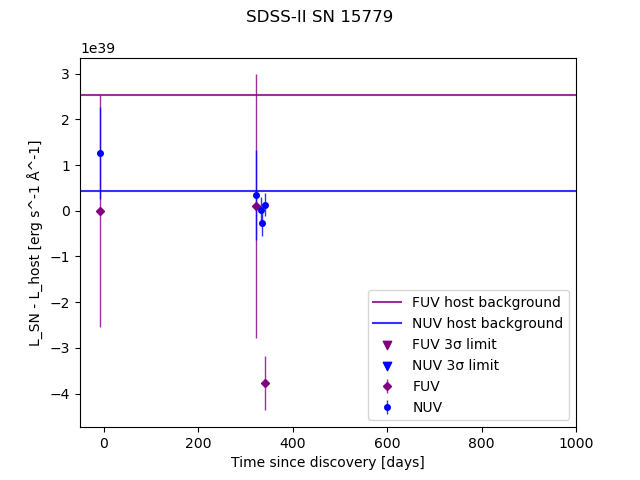 SDSS-II SN 15779
1e39
L_SN - L_host [erg s^-1 Å^-1]
3
2
1
0
−1
−2
−3
−4
FUV host background
NUV host background
FUV 3σ limit
NUV 3σ limit
FUV
NUV
0 200 400 600 800 1000
Time since discovery [days]